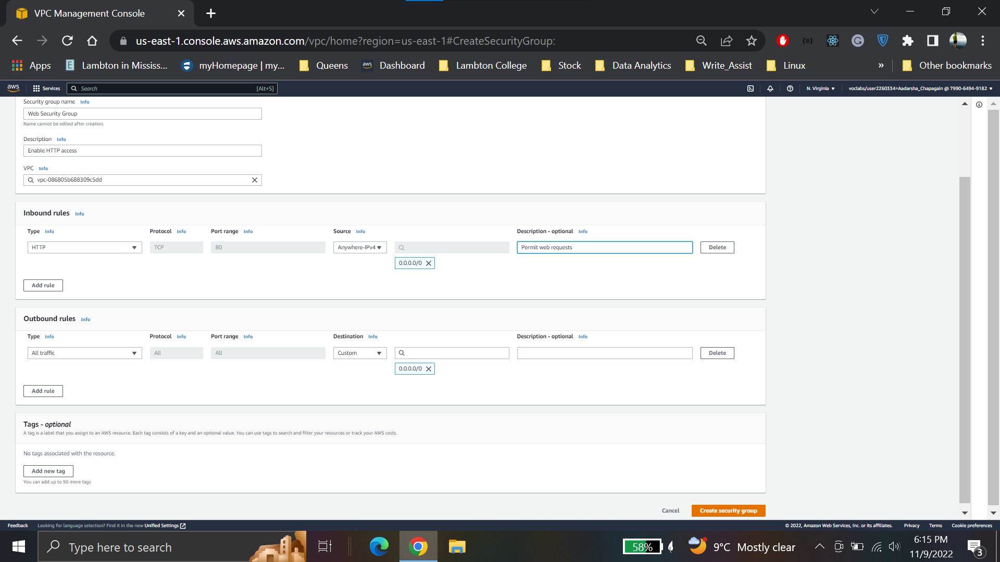 VPC Management Console
us-east-1.console.aws.amazon.com/vpc/home?region=us-east-1#CreateSecurityGroup:
Apps Lambton in Mississ... myHomepage | my... Queens aws Dashboard Lambton College Stock Data Analytics Write_Assist Linux » Other bookmarks
aws Services Search [Alt+S] N. Virginia voclabs/user2260334=Aadarsha_Chapagain @ 7990-6494-9182
Security group name Info
Web Security Group
Name cannot be edited after creation.
Description Info
Enable HTTP access
VPC Info
vpc-086805b688309c5dd
Inbound rules Info
Type Info Protocol Info Port range Info Source Info Description - optional Info
HTTP TCP 80 Anywhere-IPv4 Permit web requests Delete
0.0.0.0/0
Add rule
Outbound rules Info
Type Info Protocol Info Port range Info Destination Info Description - optional Info
All traffic All All Custom Delete
0.0.0.0/0
Add rule
Tags - optional
A tag is a label that you assign to an AWS resource. Each tag consists of a key and an optional value. You can use tags to search and filter your resources or track your AWS costs.
No tags associated with the resource.
Add new tag
You can add up to 50 more tags
Cancel Create security group
Feedback Looking for language selection? Find it in the new Unified Settings © 2022, Amazon Web Services, Inc. or its affiliates. Privacy Terms Cookie preferences
Type here to search 58% 9°C Mostly clear 6:15 PM
11/9/2022 3